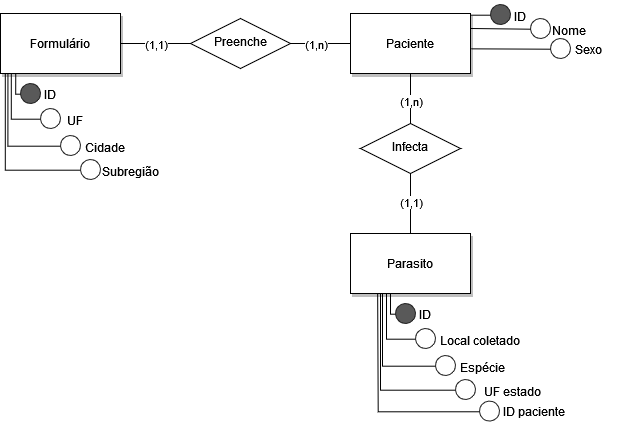 Formulário
(1,1)
Preenche
(1,n)
Paciente
ID
Nome
Sexo
ID
UF
Cidade
Subregião
(1,n)
Infecta
(1,1)
Parasito
ID
Local coletado
Espécie
UF estado
ID paciente